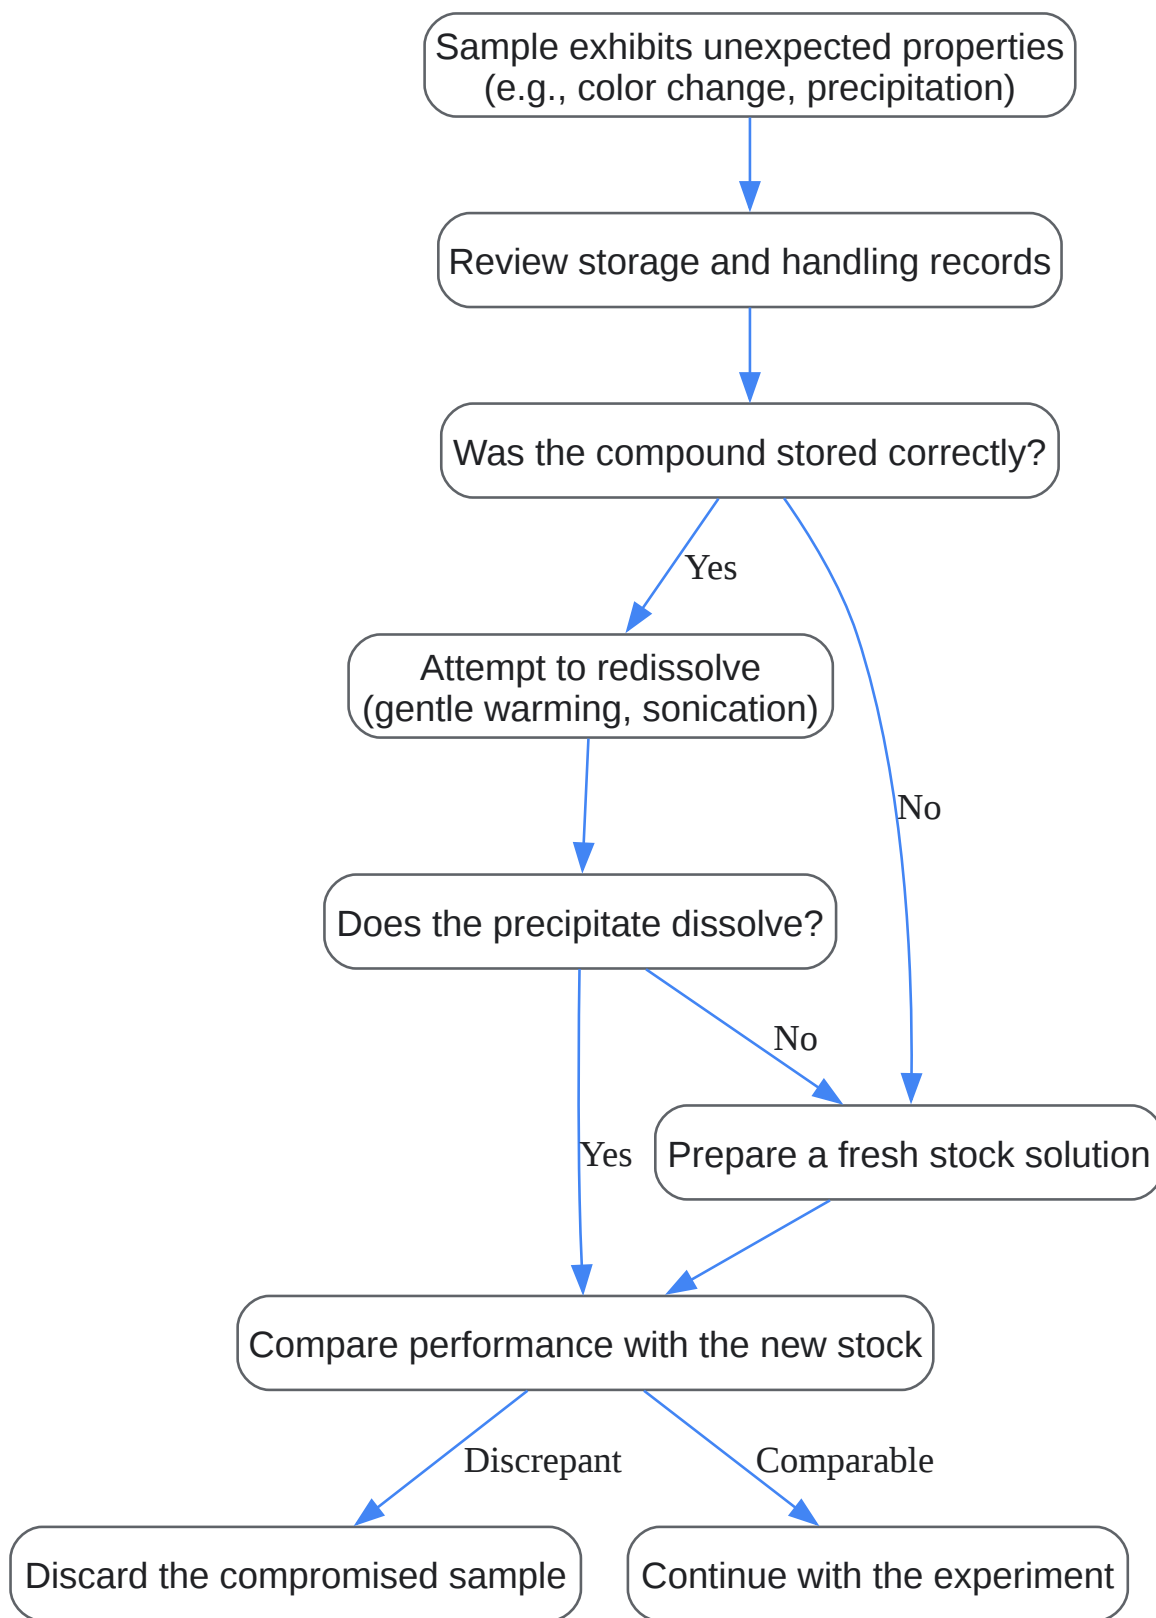 Sample exhibits unexpected properties
(e.g., color change, precipitation)
Review storage and handling records
Was the compound stored correctly?
Yes
Attempt to redissolve
(gentle warming, sonication)
No
Does the precipitate dissolve?
No
Yes
Prepare a fresh stock solution
Compare performance with the new stock
Discrepant
Comparable
Discard the compromised sample
Continue with the experiment